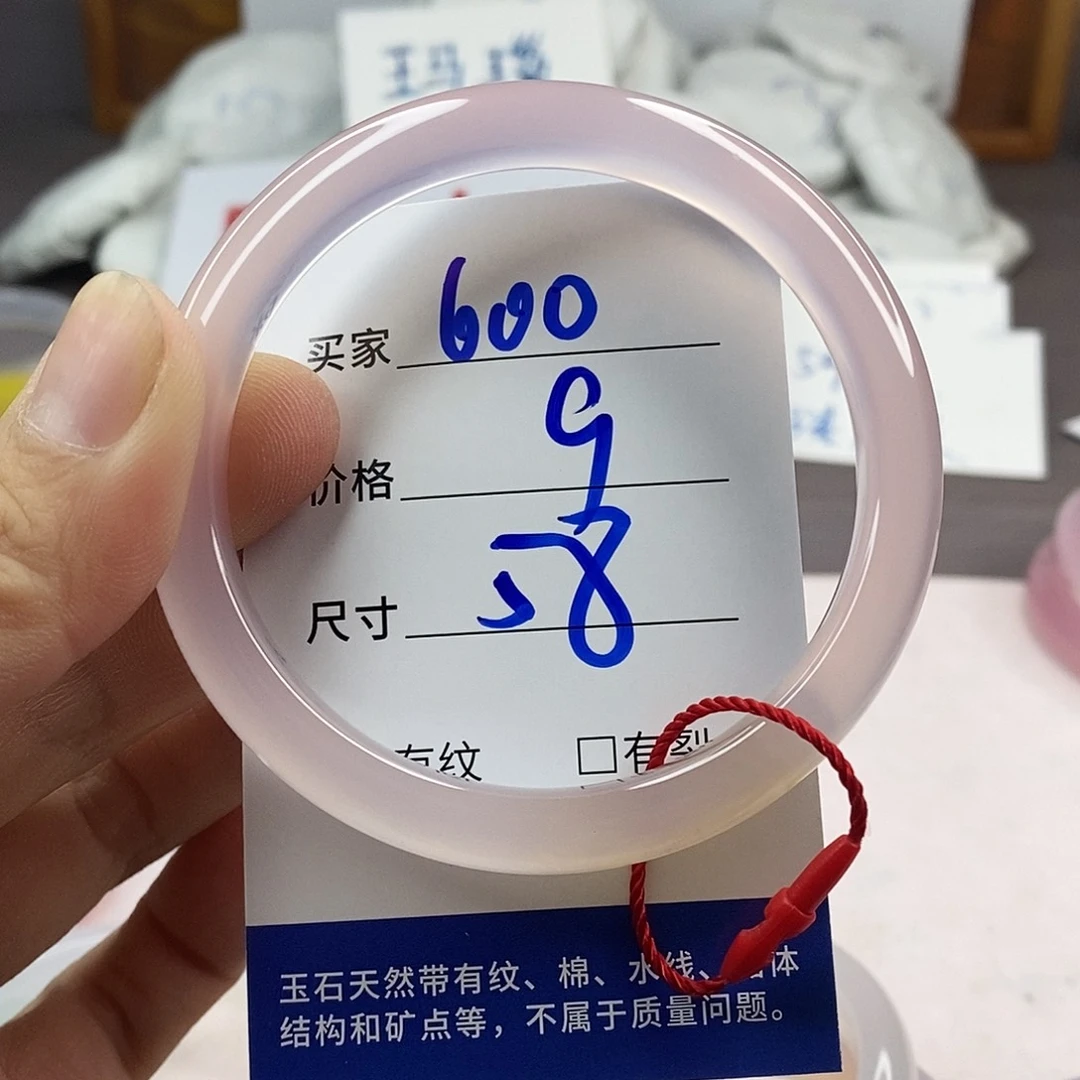 买家 600
价格 9
尺寸 58
有纹 □有裂
玉石天然带有纹、棉、水线、晶体
结构和矿点等，不属于质量问题。